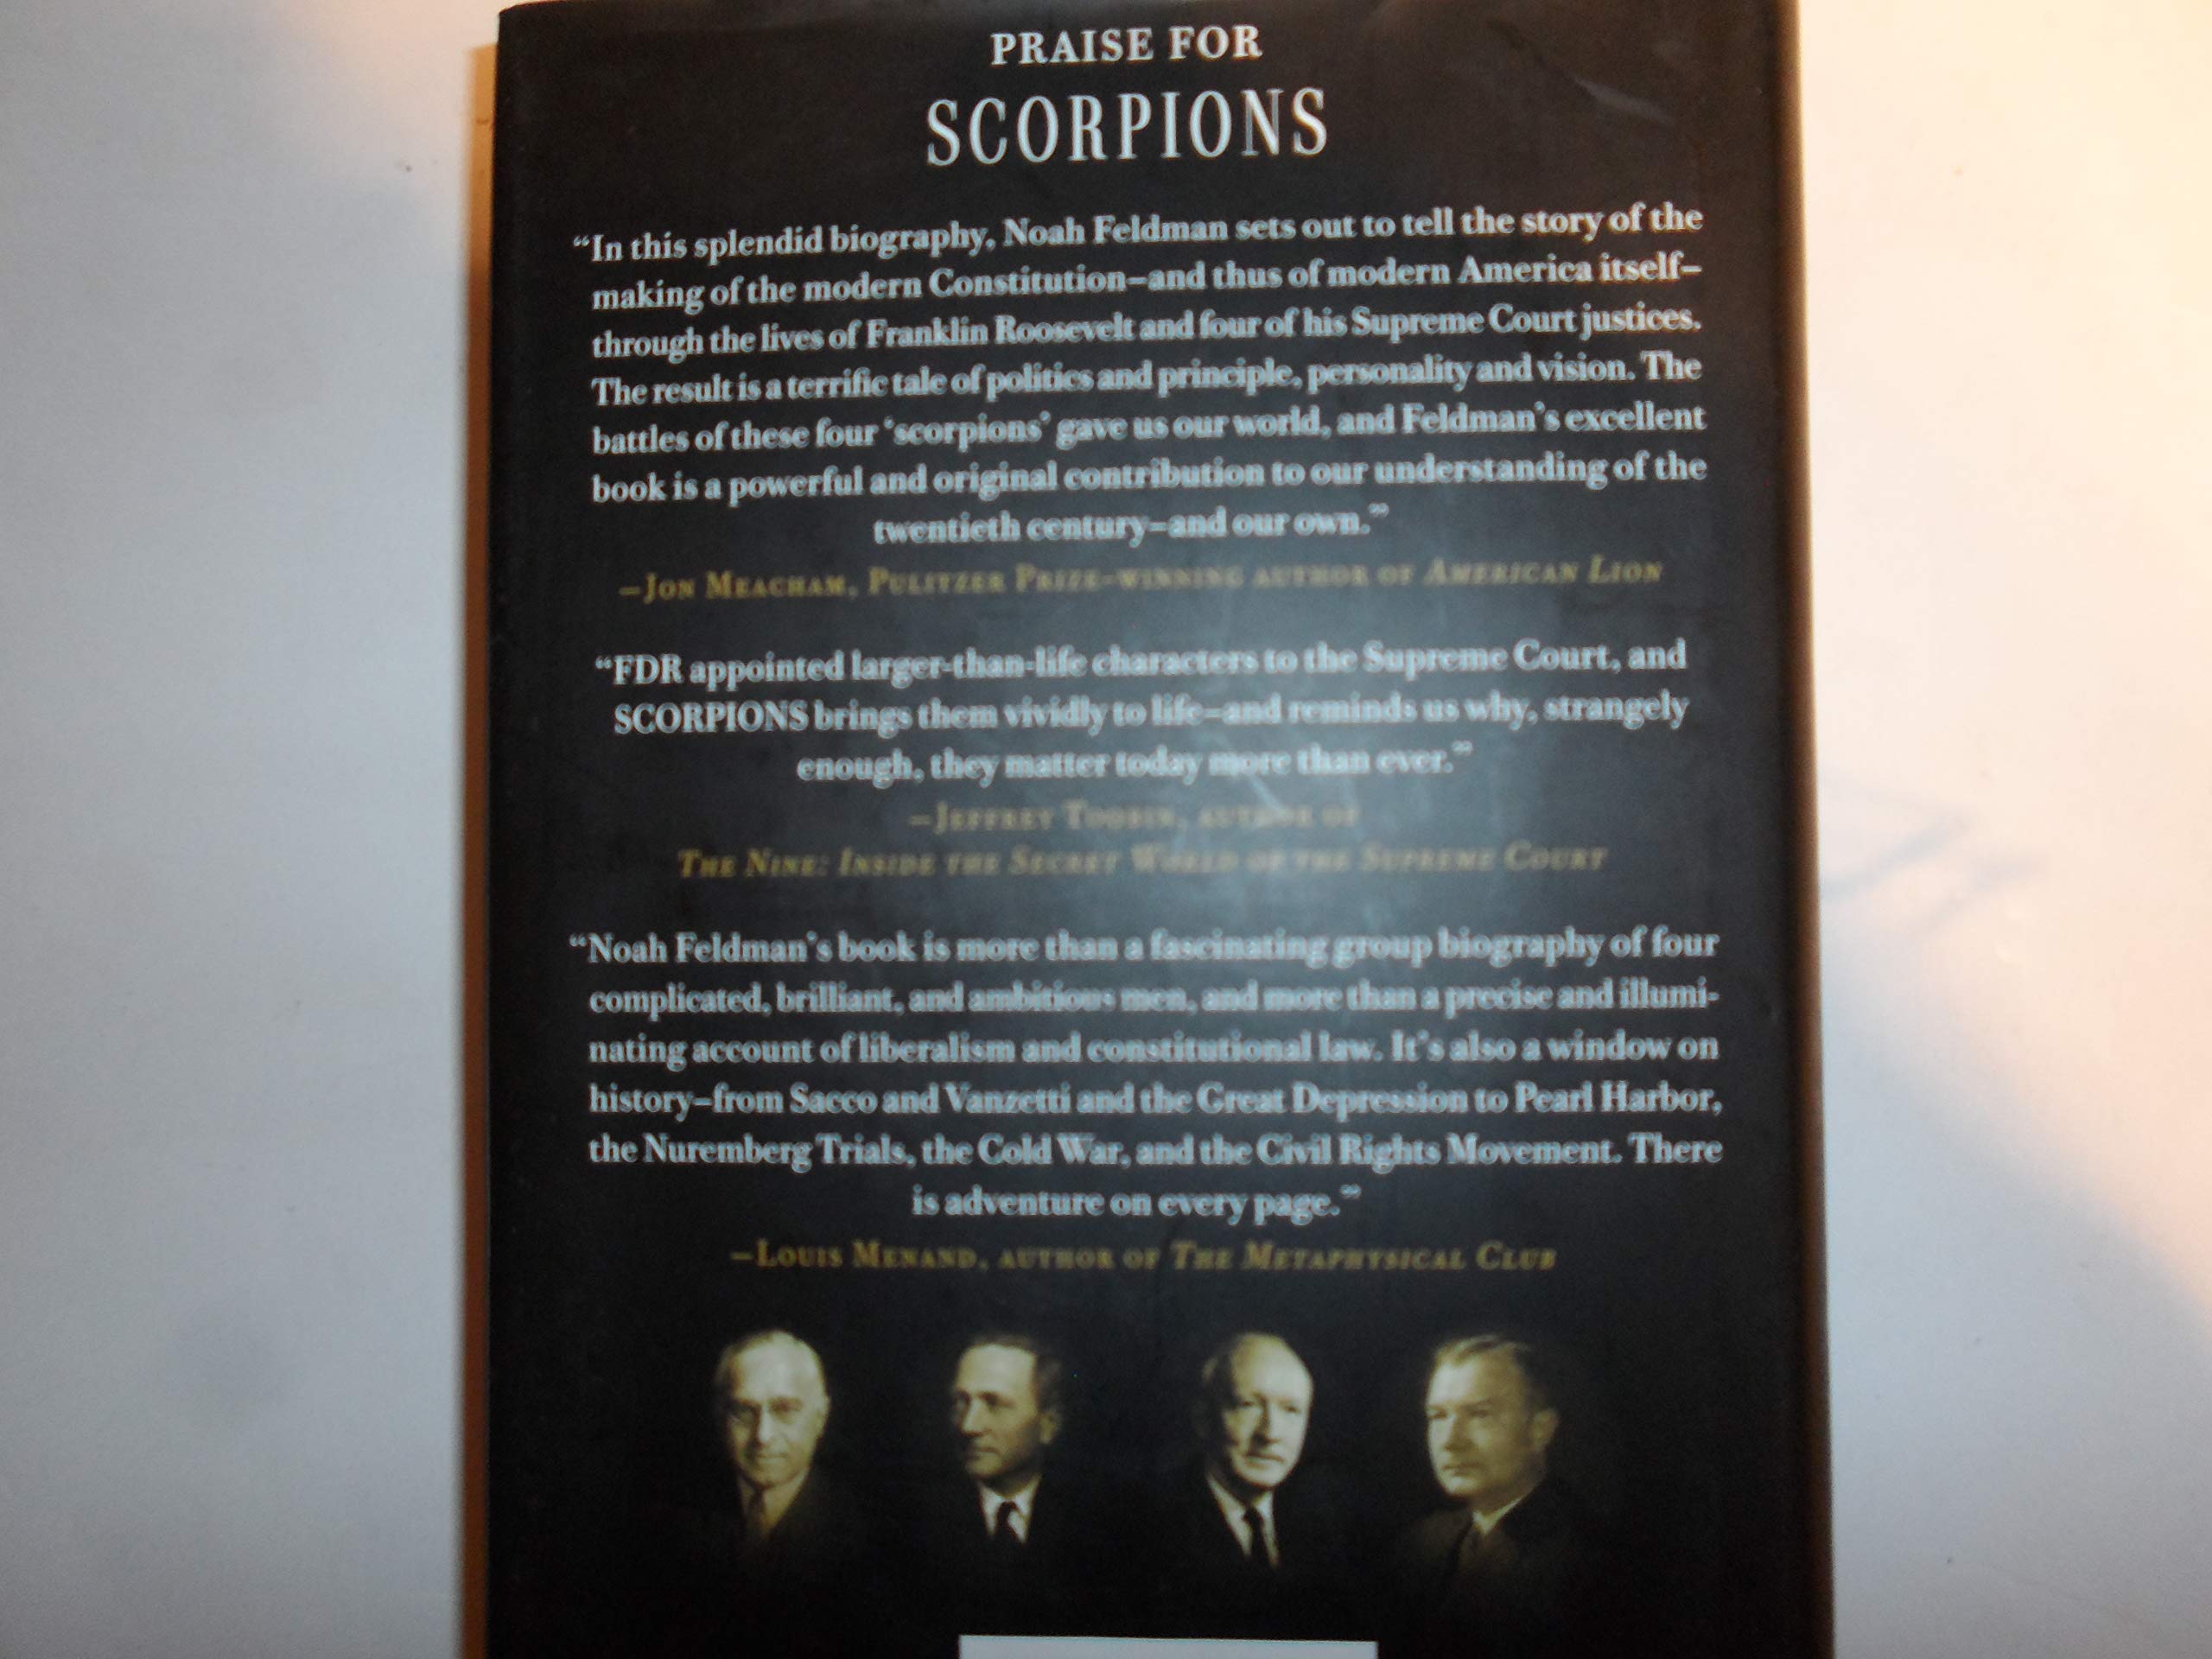 PRAISE FOR
SCORPIONS
“In this splendid biography, Noah Feldman sets out to tell the story of the
making of the modern Constitution—and thus of modern America itself—
through the lives of Franklin Roosevelt and four of his Supreme Court justices.
The result is a terrific tale of politics and principle, personality and vision. The
battles of these four ‘scorpions’ gave us our world, and Feldman’s excellent
book is a powerful and original contribution to our understanding of the
twentieth century—and our own.”
—JON MEACHAM, PULITZER PRIZE–WINNING AUTHOR OF AMERICAN LION
“FDR appointed larger-than-life characters to the Supreme Court, and
SCORPIONS brings them vividly to life—and reminds us why, strangely
enough, they matter today more than ever.”
—JEFFREY TOOBIN, AUTHOR OF
THE NINE: INSIDE THE SECRET WORLD OF THE SUPREME COURT
“Noah Feldman’s book is more than a fascinating group biography of four
complicated, brilliant, and ambitious men, and more than a precise and illumi-
nating account of liberalism and constitutional law. It’s also a window on
history—from Sacco and Vanzetti and the Great Depression to Pearl Harbor,
the Nuremberg Trials, the Cold War, and the Civil Rights Movement. There
is adventure on every page.”
—LOUIS MENAND, AUTHOR OF THE METAPHYSICAL CLUB